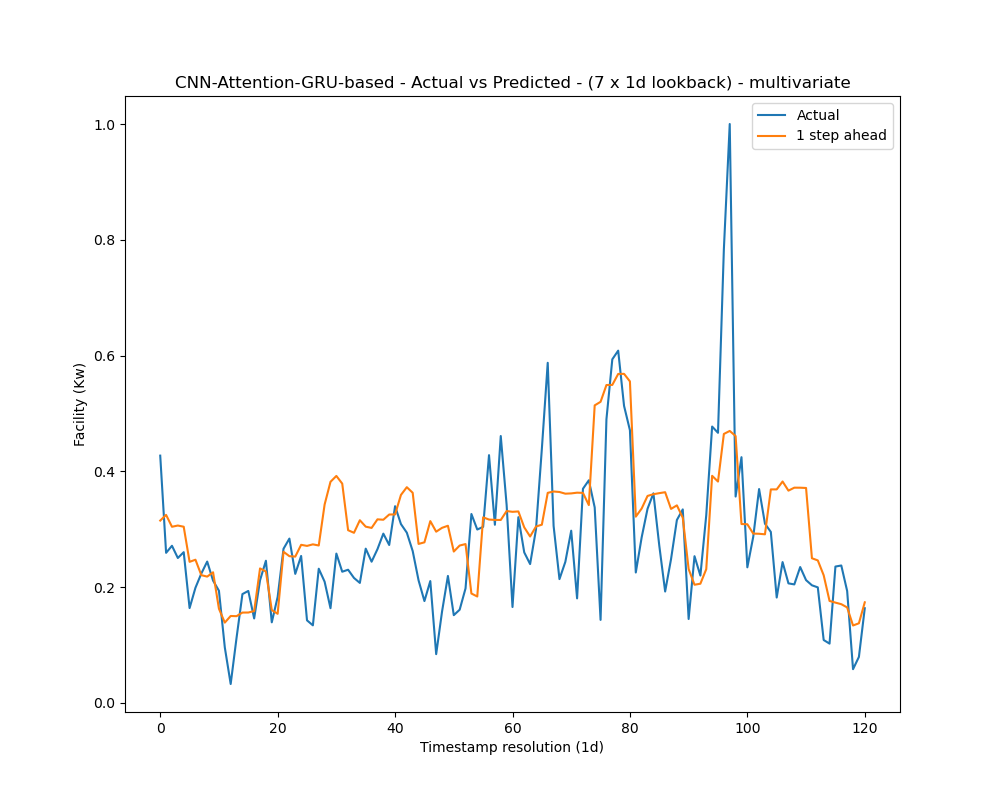 CNN-Attention-GRU-based - Actual vs Predicted - (7 x 1d lookback) - multivariate
Actual
1 step ahead
1.0
0.8
0.6
0.4
0.2
0.0
Facility (Kw)
0 20 40 60 80 100 120
Timestamp resolution (1d)